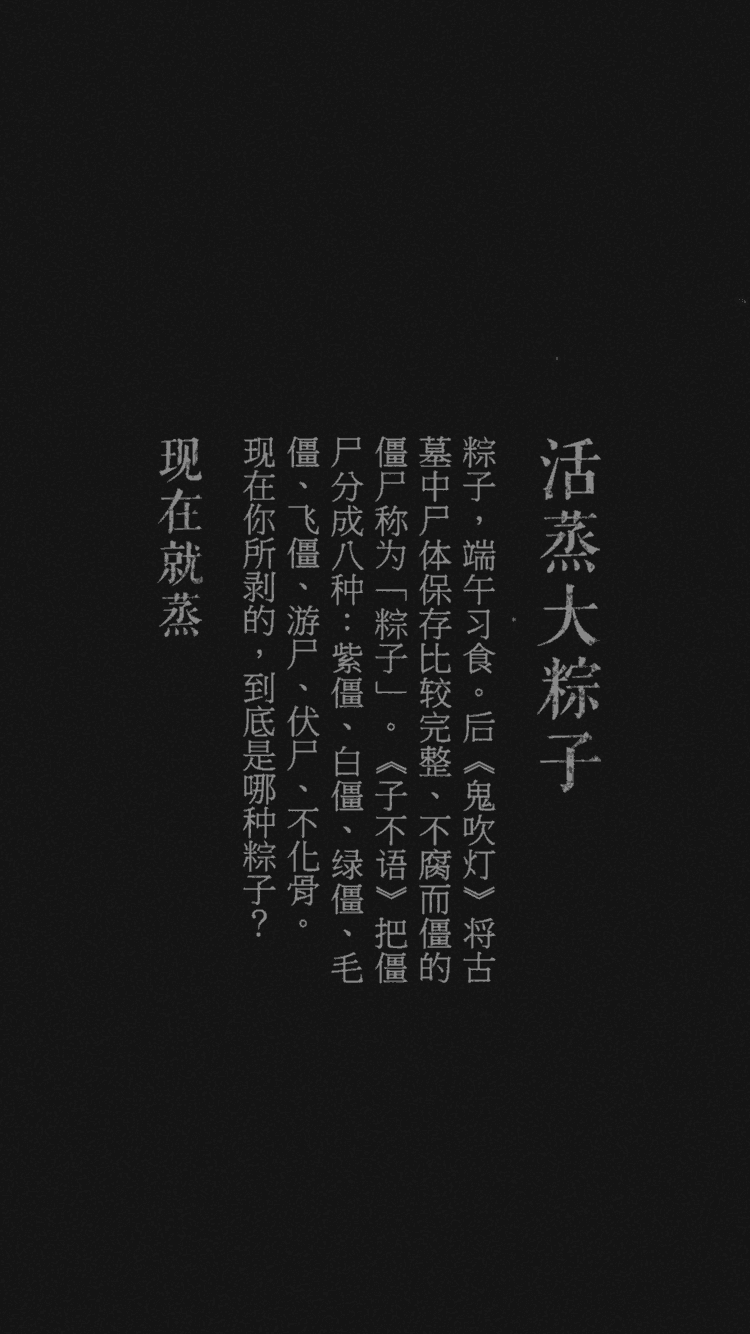 活蒸大粽子
粽子，端午习食。后《鬼吹灯》将古
墓中尸体保存比较完整、不腐而僵的
僵尸称为「粽子」。《子不语》把僵
尸分成八种：紫僵、白僵、绿僵、毛
僵、飞僵、游尸、伏尸、不化骨。
现在你所剥的，到底是哪种粽子？
现在就蒸